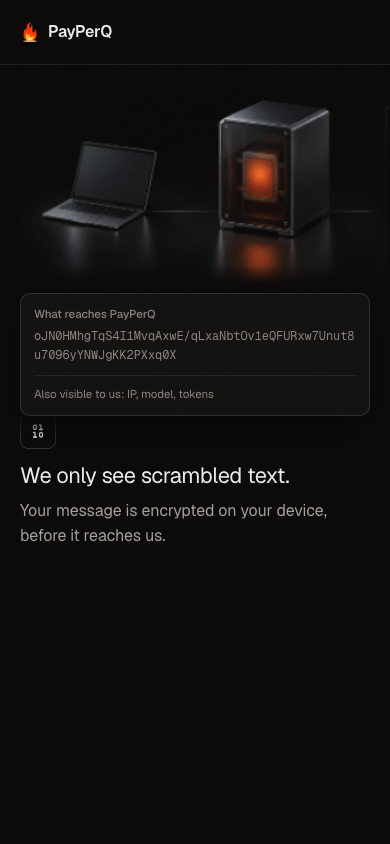 PayPerQ
What reaches PayPerQ
oJN0HMhgTqS4I1MvqAxwE/qLxaNbtOv1eQFURxw7Unut8
u7096yYNWJgKK2PXxq0X
Also visible to us: IP, model, tokens
01
10
We only see scrambled text.
Your message is encrypted on your device,
before it reaches us.